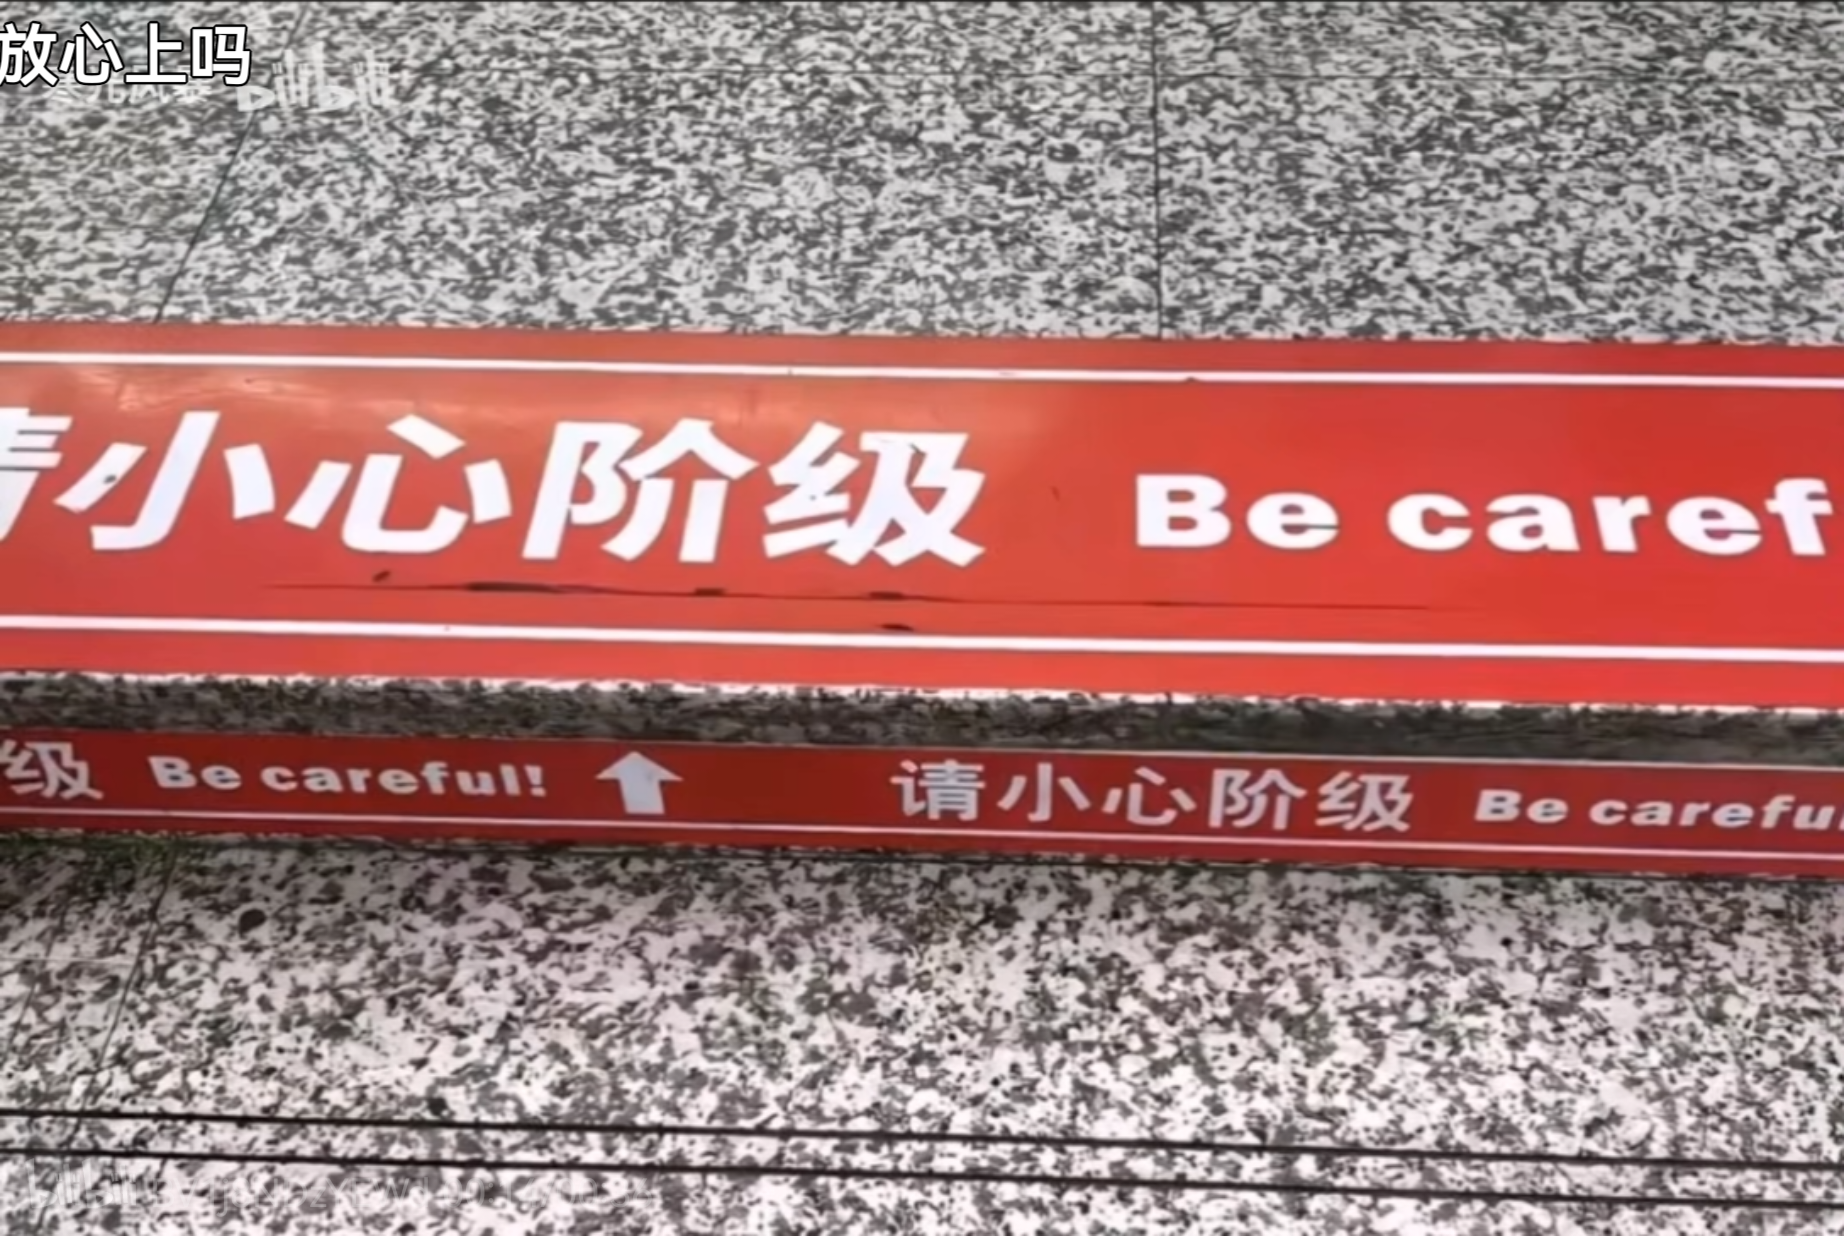 放心上吗
bilibili
请小心阶级 Be caref
级 Be careful! 请小心阶级 Be careful